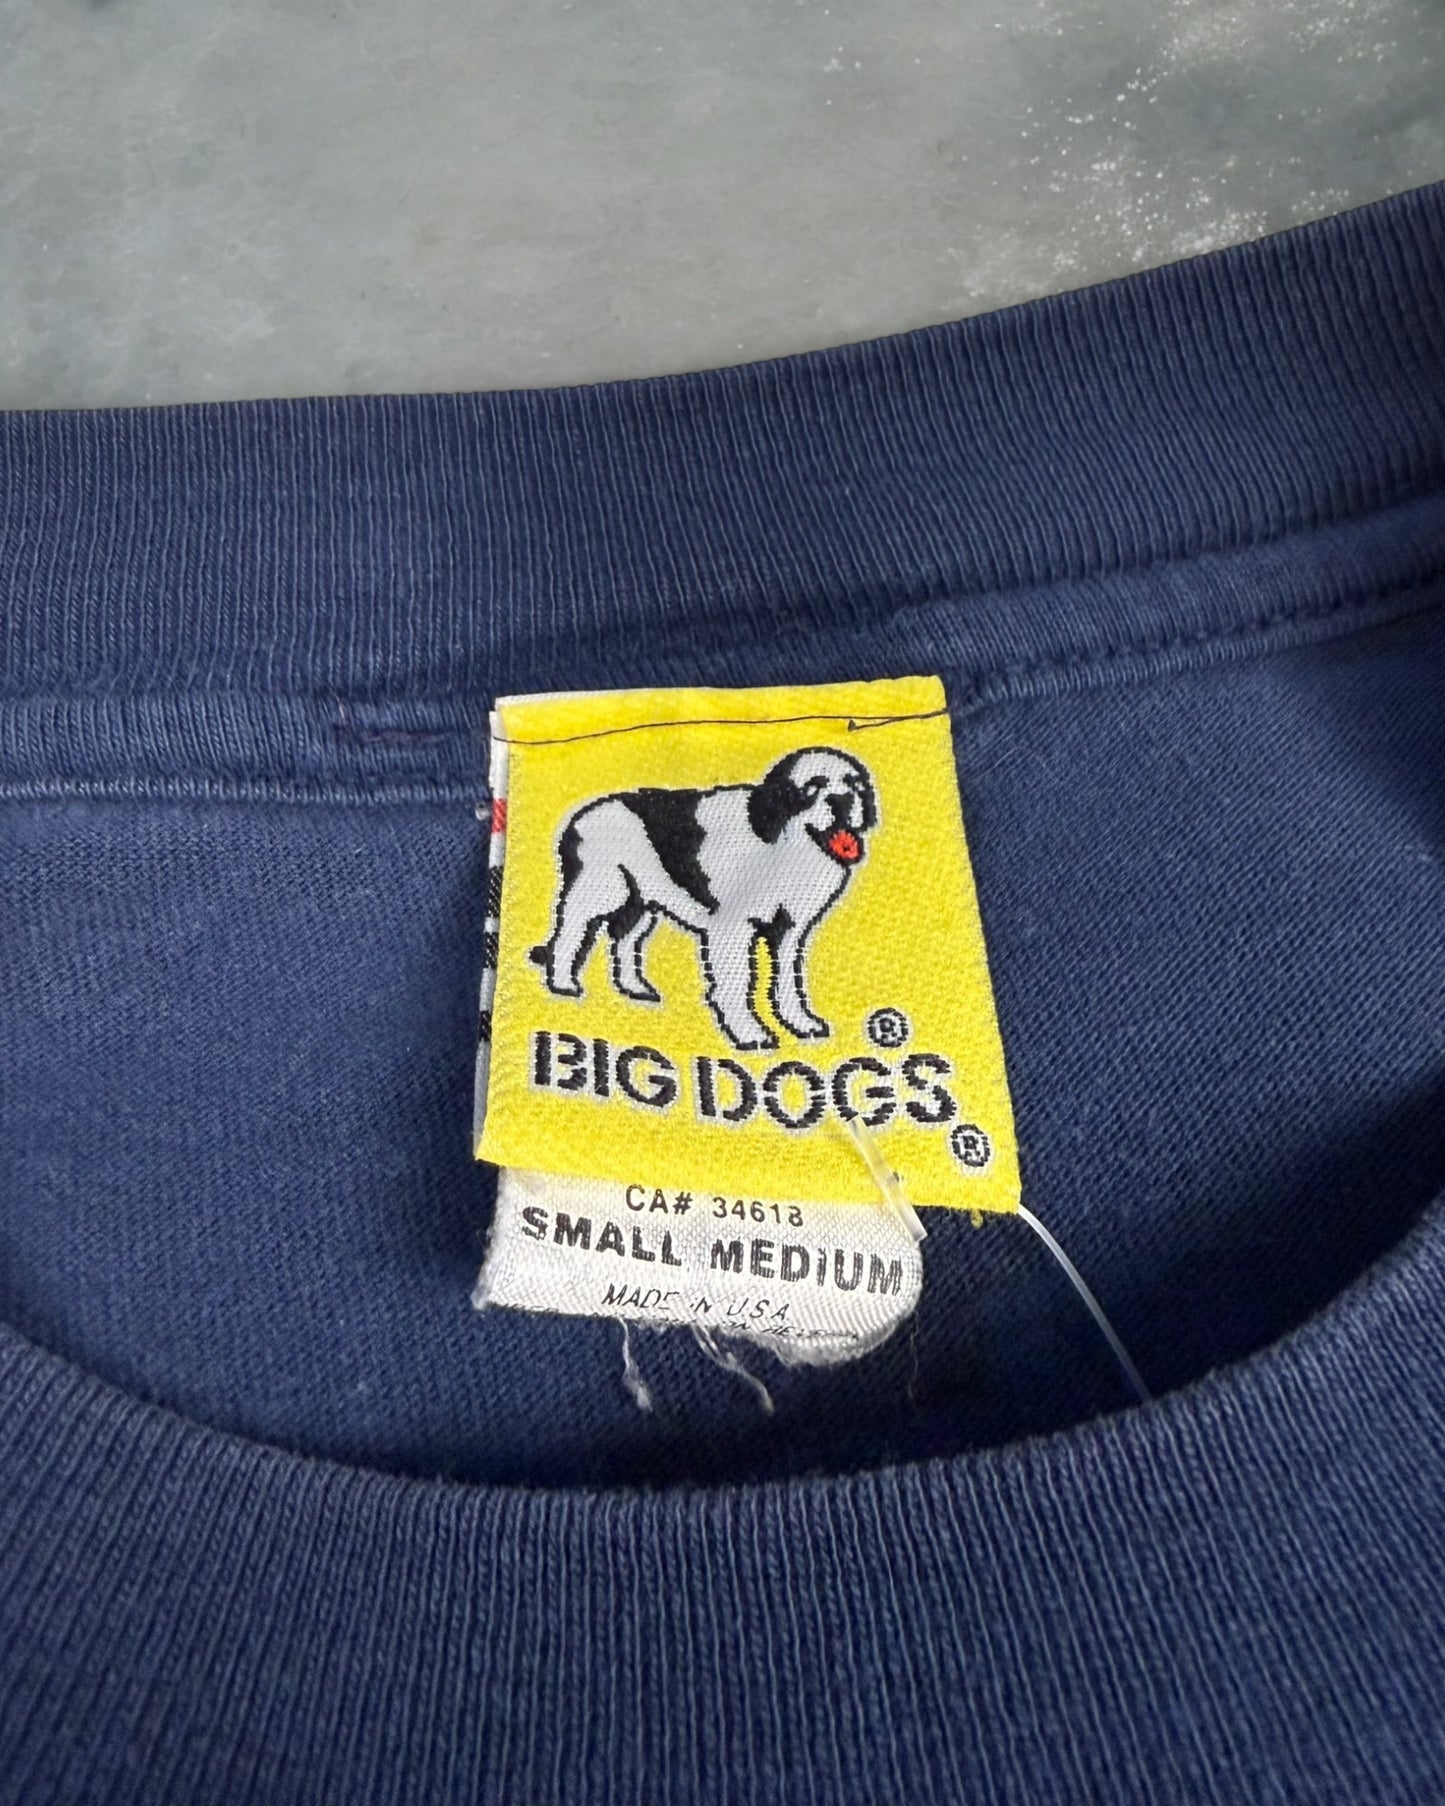 BIG DOGS®
®
CA# 34618
SMALL MEDIUM
MADE IN U.S.A